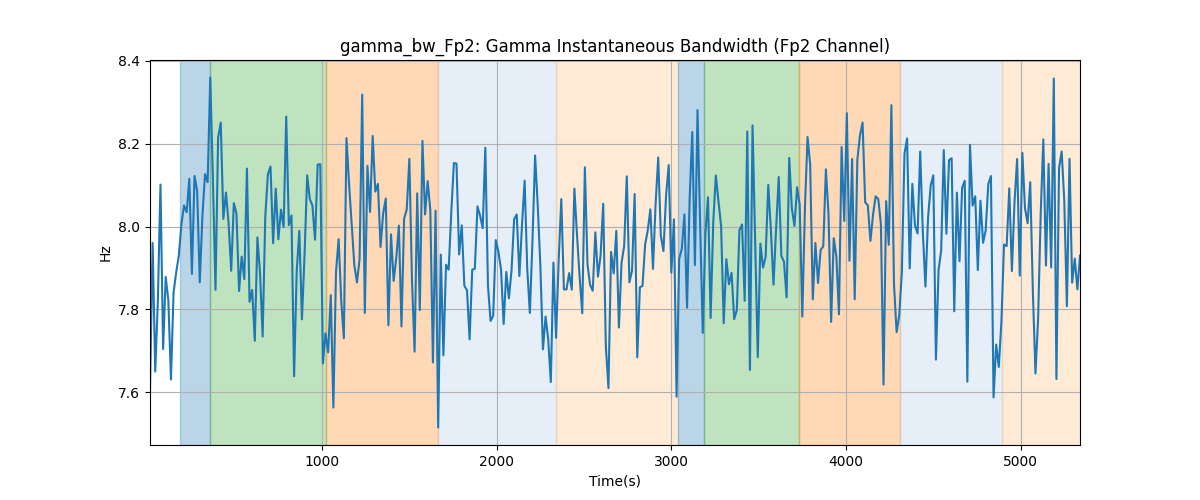 gamma_bw_Fp2: Gamma Instantaneous Bandwidth (Fp2 Channel)
8.4
8.2
8.0
7.8
7.6
Hz
1000 2000 3000 4000 5000
Time(s)